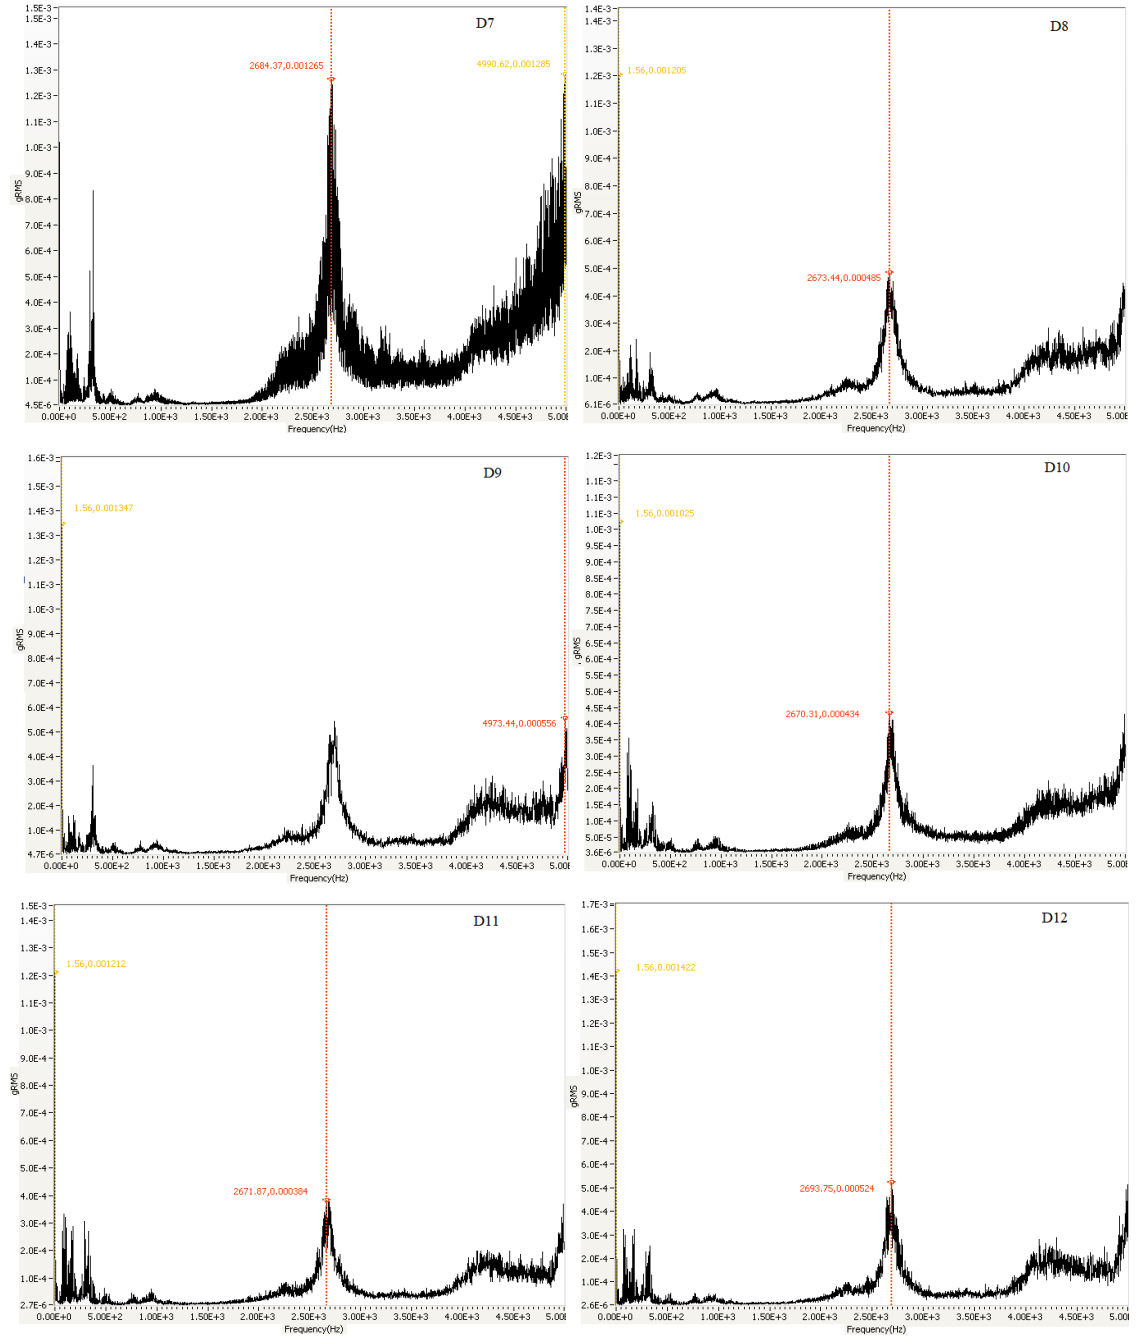 D7
1.5E-3
1.5E-3
1.4E-3
1.3E-3
1.2E-3
1.1E-3
1.0E-3
9.0E-4
8.0E-4
7.0E-4
6.0E-4
5.0E-4
4.0E-4
3.0E-4
2.0E-4
1.0E-4
4.5E-6
gRMS
2684.37,0.001265
4990.62,0.001285
0.00E+0 5.00E+2 1.00E+3 1.50E+3 2.00E+3 2.50E+3 3.00E+3 3.50E+3 4.00E+3 4.50E+3 5.00
Frequency(Hz)
D8
1.4E-3
1.4E-3
1.3E-3
1.2E-3
1.1E-3
1.0E-3
9.0E-4
8.0E-4
7.0E-4
6.0E-4
5.0E-4
4.0E-4
3.0E-4
2.0E-4
1.0E-4
6.1E-6
gRMS
1.56,0.001205
2673.44,0.000485
0.00E+0 5.00E+2 1.00E+3 1.50E+3 2.00E+3 2.50E+3 3.00E+3 3.50E+3 4.00E+3 4.50E+3 5.00
Frequency(Hz)
D9
1.6E-3
1.5E-3
1.4E-3
1.3E-3
1.2E-3
1.1E-3
1.0E-3
9.0E-4
8.0E-4
7.0E-4
6.0E-4
5.0E-4
4.0E-4
3.0E-4
2.0E-4
1.0E-4
4.7E-6
gRMS
1.56,0.001347
4973.44,0.000556
0.00E+0 5.00E+2 1.00E+3 1.50E+3 2.00E+3 2.50E+3 3.00E+3 3.50E+3 4.00E+3 4.50E+3 5.00
Frequency(Hz)
D10
1.2E-3
1.1E-3
1.1E-3
1.0E-3
9.5E-4
9.0E-4
8.5E-4
8.0E-4
7.5E-4
7.0E-4
6.5E-4
6.0E-4
5.5E-4
5.0E-4
4.5E-4
4.0E-4
3.5E-4
3.0E-4
2.5E-4
2.0E-4
1.5E-4
1.0E-4
5.0E-5
3.6E-6
gRMS
1.56,0.001025
2670.31,0.000434
0.00E+0 5.00E+2 1.00E+3 1.50E+3 2.00E+3 2.50E+3 3.00E+3 3.50E+3 4.00E+3 4.50E+3 5.00
Frequency(Hz)
D11
1.5E-3
1.4E-3
1.3E-3
1.2E-3
1.1E-3
1.0E-3
9.0E-4
8.0E-4
7.0E-4
6.0E-4
5.0E-4
4.0E-4
3.0E-4
2.0E-4
1.0E-4
2.7E-6
gRMS
1.56,0.001212
2671.87,0.000384
0.00E+0 5.00E+2 1.00E+3 1.50E+3 2.00E+3 2.50E+3 3.00E+3 3.50E+3 4.00E+3 4.50E+3 5.00
Frequency(Hz)
D12
1.7E-3
1.6E-3
1.5E-3
1.4E-3
1.3E-3
1.2E-3
1.1E-3
1.0E-3
9.0E-4
8.0E-4
7.0E-4
6.0E-4
5.0E-4
4.0E-4
3.0E-4
2.0E-4
1.0E-4
2.6E-6
gRMS
1.56,0.001422
2693.75,0.000524
0.00E+0 5.00E+2 1.00E+3 1.50E+3 2.00E+3 2.50E+3 3.00E+3 3.50E+3 4.00E+3 4.50E+3 5.00
Frequency(Hz)